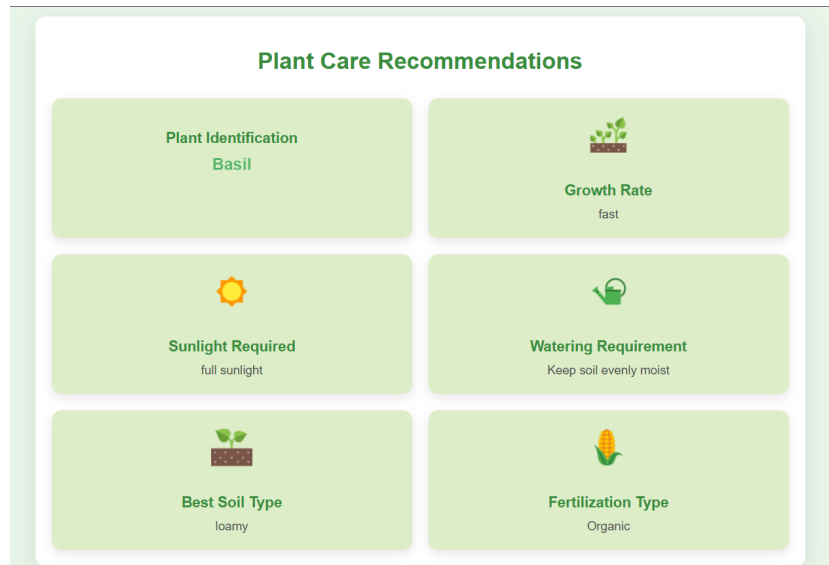 Plant Care Recommendations
Plant Identification
Basil
Growth Rate
fast
Sunlight Required
full sunlight
Watering Requirement
Keep soil evenly moist
Best Soil Type
loamy
Fertilization Type
Organic